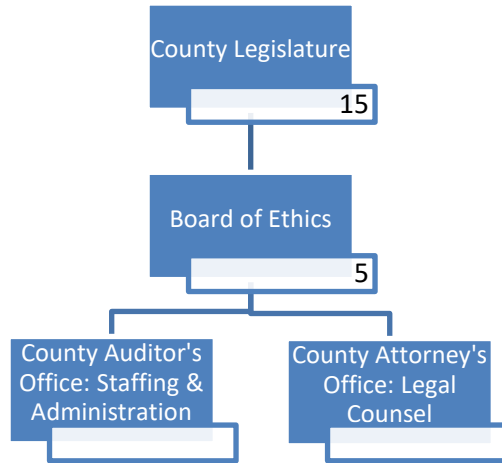 County Legislature
15
Board of Ethics
5
County Auditor's
Office: Staffing &
Administration
County Attorney's
Office: Legal
Counsel